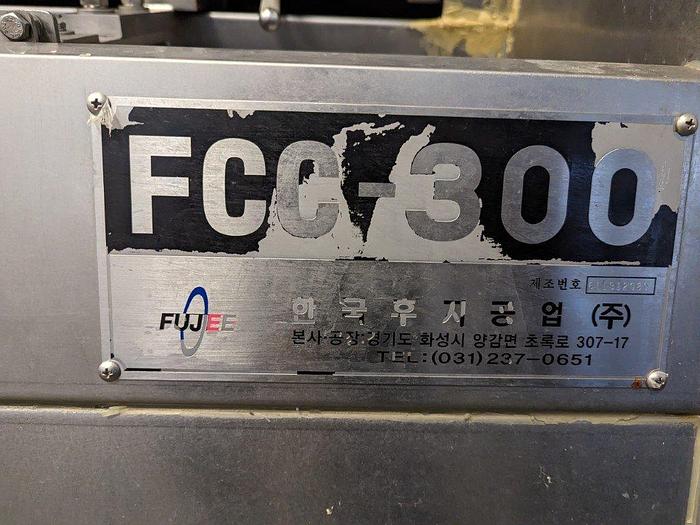 FCC-300
제조번호
FUJEE 한국후지공업 (주)
본사·공장:경기도 화성시 양감면 초록로 307-17
TEL:(031)237-0651